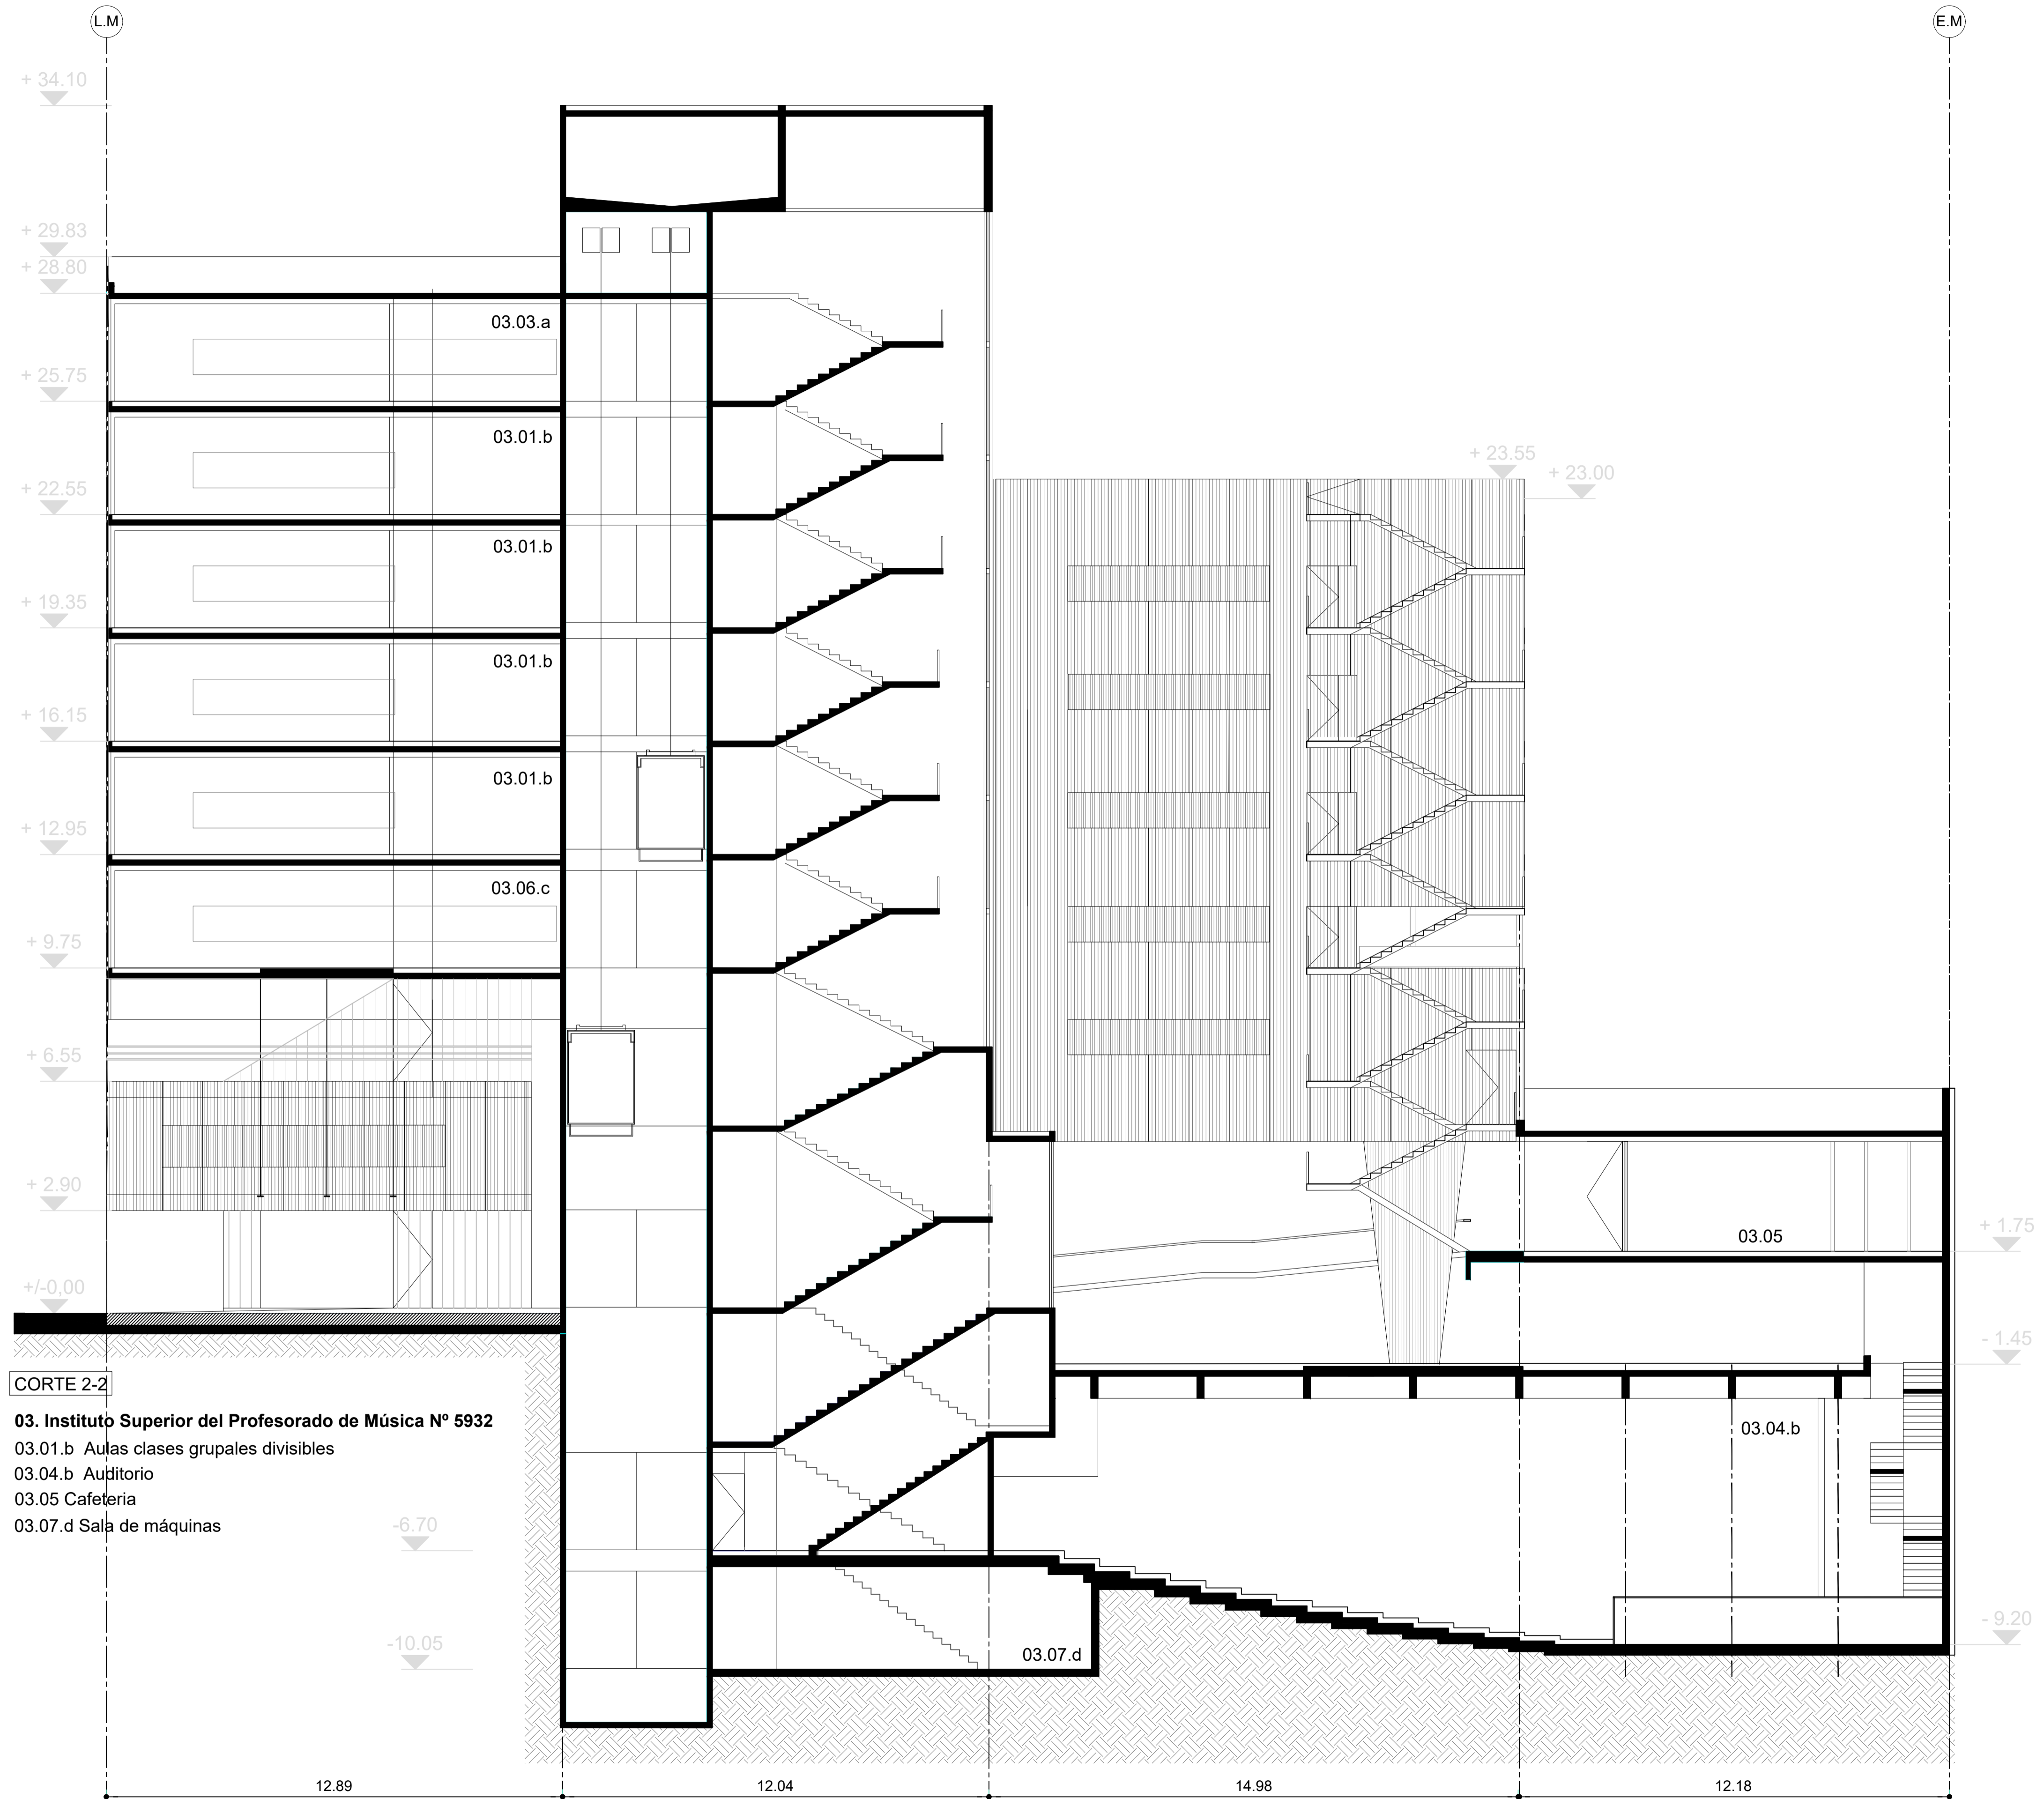 L.M
E.M
+ 34.10
+ 29.83
+ 28.80
03.03.a
+ 25.75
03.01.b
+ 23.55
+ 23.00
+ 22.55
03.01.b
+ 19.35
03.01.b
+ 16.15
03.01.b
+ 12.95
03.06.c
+ 9.75
+ 6.55
+ 2.90
+ 1.75
03.05
+/-0,00
- 1.45
CORTE 2-2
03. Instituto Superior del Profesorado de Música Nº 5932
03.01.b Aulas clases grupales divisibles
03.04.b Auditorio
03.05 Cafeteria
03.07.d Sala de máquinas
03.04.b
-6.70
- 9.20
-10.05
03.07.d
12.89
12.04
14.98
12.18